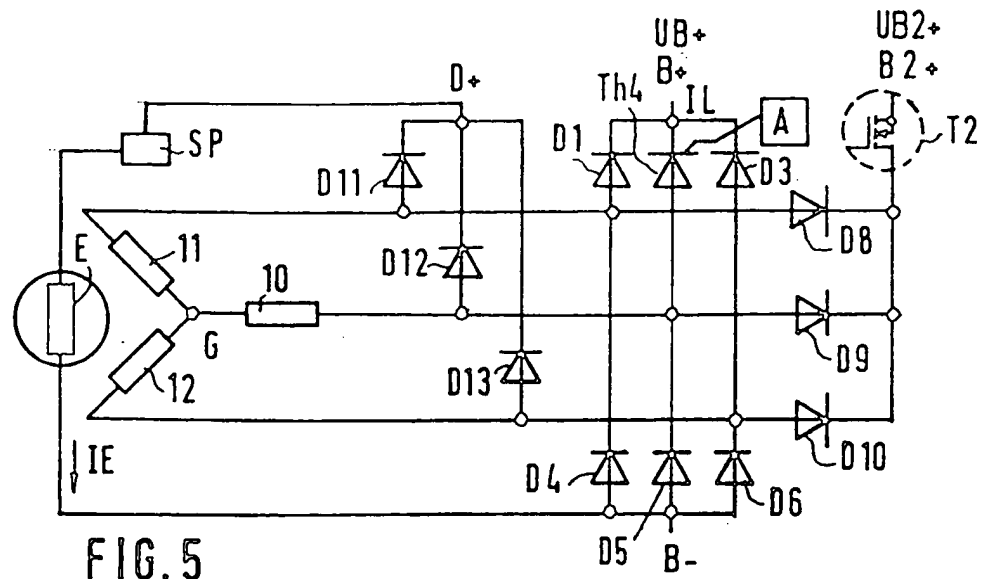 UB+
UB2+
D+
B+
B2+
Th4
IL
A
SP
D1
D3
T2
D11
D8
E
11
D12
10
G
D9
12
D13
D10
IE
D4
D6
D5
B-
FIG.5